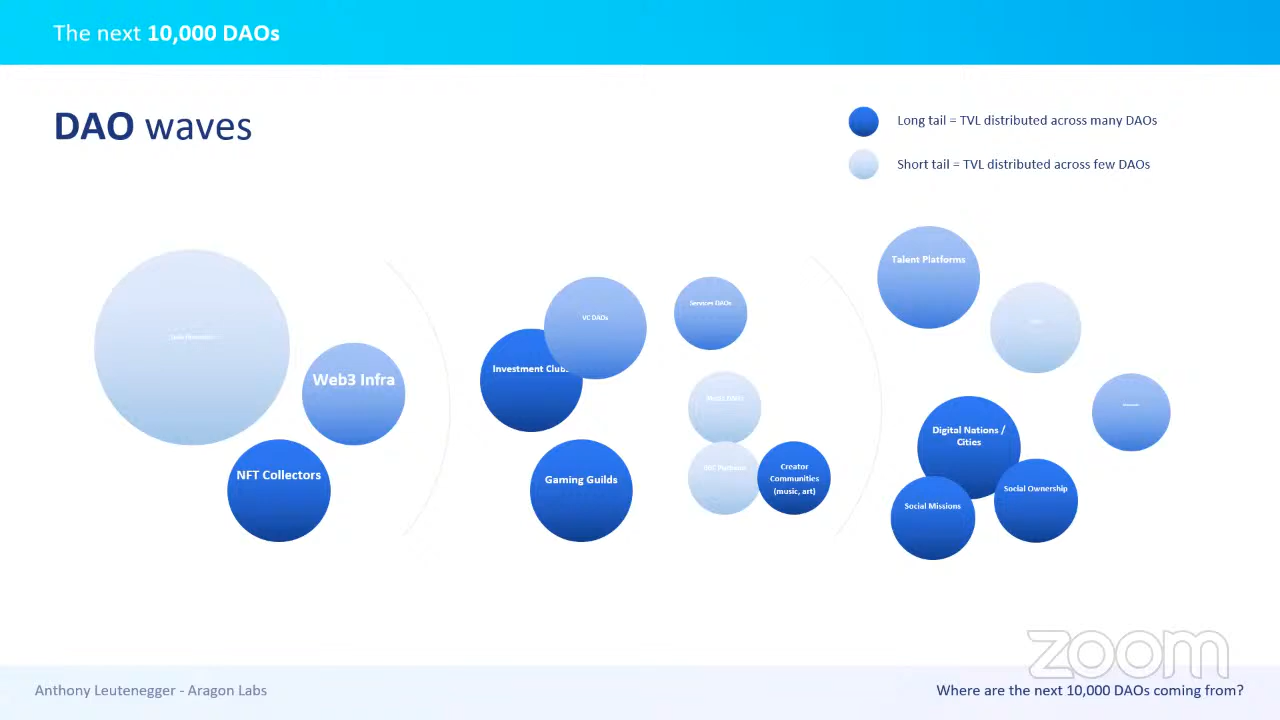 The next 10,000 DAOs
DAO waves
Long tail = TVL distributed across many DAOs
Short tail = TVL distributed across few DAOs
Web3 Infra
NFT Collectors
VC DAOs
Investment Club
Gaming Guilds
Services DAOs
Creator
Communities
(music, art)
Talent Platforms
Digital Nations /
Cities
Social Ownership
Social Missions
zoom
Anthony Leutenegger - Aragon Labs
Where are the next 10,000 DAOs coming from?